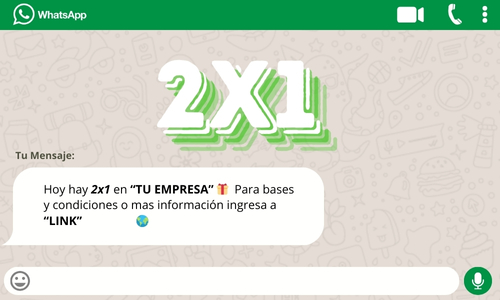 WhatsApp
2X1
Tu Mensaje:
Hoy hay 2x1 en “TU EMPRESA” 🎁 Para bases
y condiciones o mas información ingresa a
“LINK” 🌍